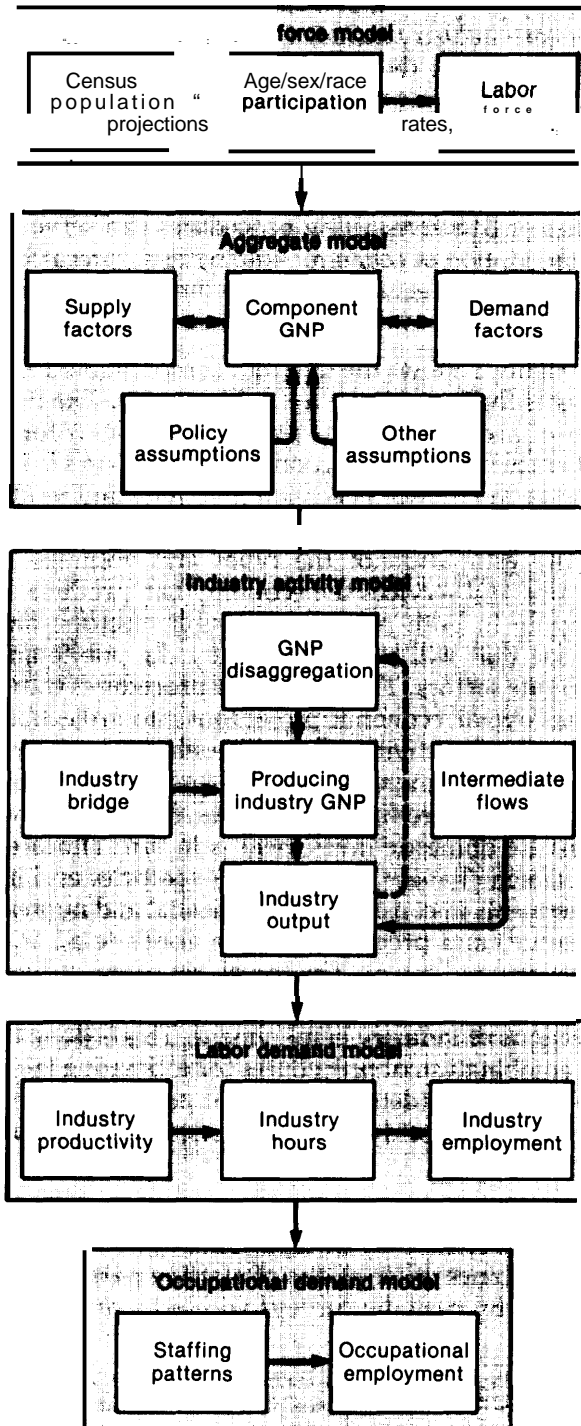 force model
Census
population “
projections
Age/sex/race
participation
rates,
Labor
force
Aggregate model
Supply
factors
Component
GNP
Demand
factors
Policy
assumptions
Other
assumptions
Industry activity model
GNP
disaggregation
Industry
bridge
Producing
industry GNP
Intermediate
flows
Industry
output
Labor demand model
Industry
productivity
Industry
hours
Industry
employment
Occupational demand model
Staffing
patterns
Occupational
employment